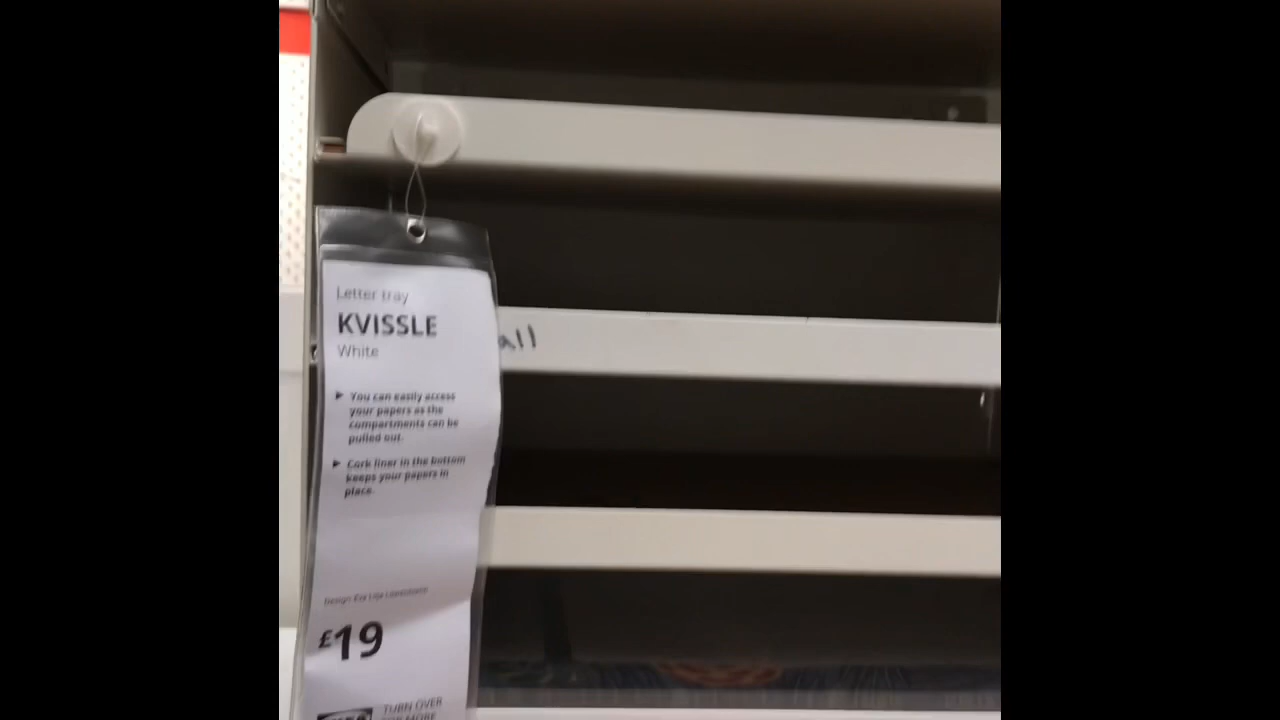 Letter tray
KVISSLE
White
all
► You can easily access
your papers as the
compartments can be
pulled out.
► Cork liner in the bottom
keeps your papers in
place.
£19
TURN OVER